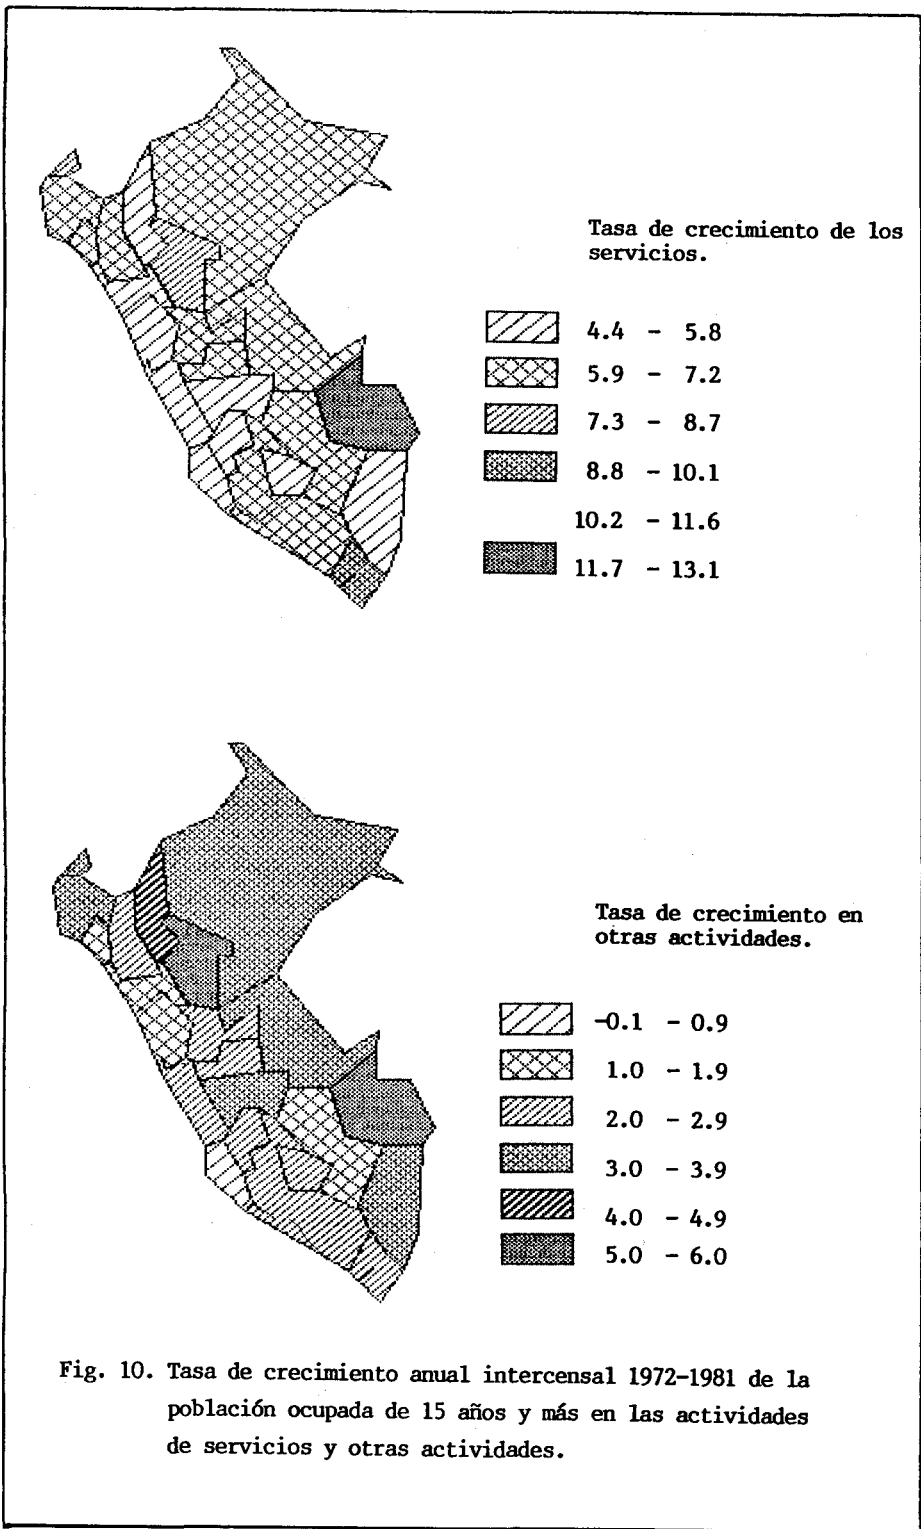 Tasa de crecimiento de los
servicios.
4.4 - 5.8
5.9 - 7.2
7.3 - 8.7
8.8 - 10.1
10.2 - 11.6
11.7 - 13.1
Tasa de crecimiento en
otras actividades.
-0.1 - 0.9
1.0 - 1.9
2.0 - 2.9
3.0 - 3.9
4.0 - 4.9
5.0 - 6.0
Fig. 10. Tasa de crecimiento anual intercensal 1972-1981 de la
población ocupada de 15 años y más en las actividades
de servicios y otras actividades.